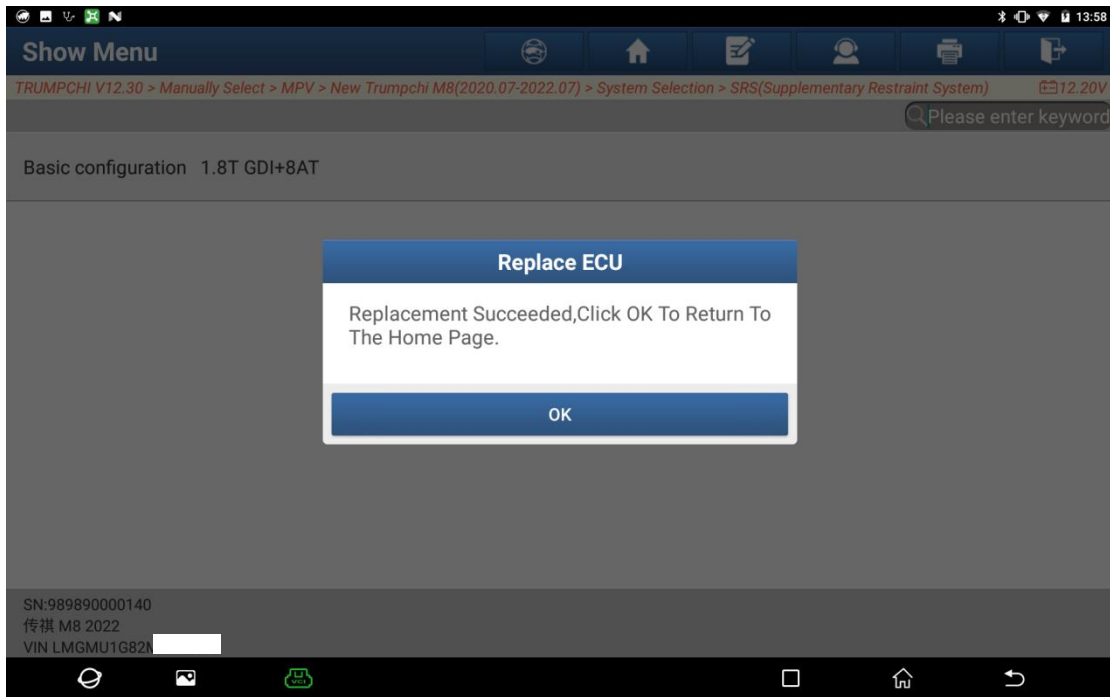 13:58
Show Menu
TRUMPCHI V12.30 > Manually Select > MPV > New Trumpchi M8(2020.07-2022.07) > System Selection > SRS(Supplementary Restraint System) 12.20V
Please enter keyword
Basic configuration 1.8T GDI+8AT
Replace ECU
Replacement Succeeded,Click OK To Return To
The Home Page.
OK
SN:989890000140
传祺 M8 2022
VIN LMGMU1G82
VCI